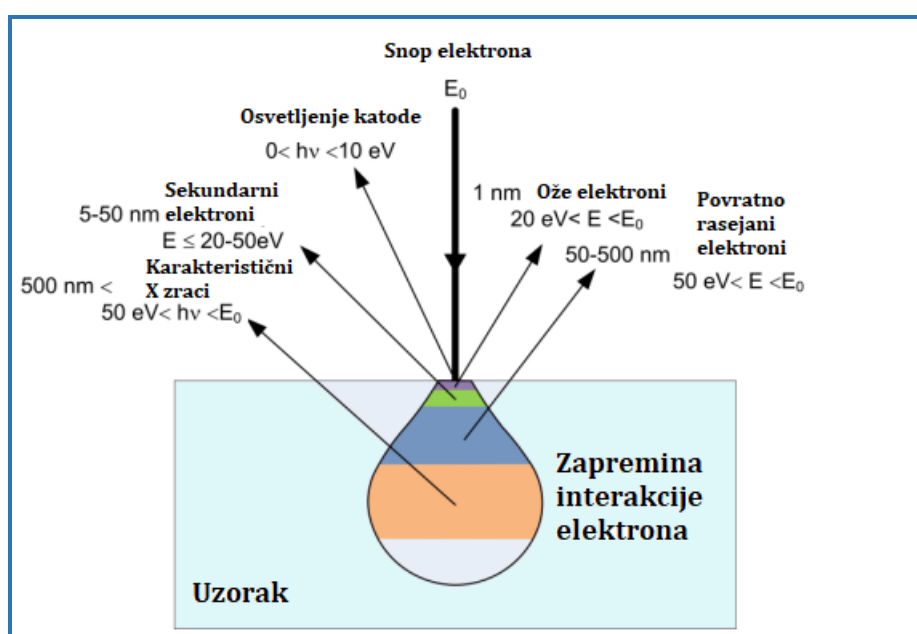 Snop elektrona
E₀
Osvetljenje katode
0< hν <10 eV
Sekundarni
5-50 nm elektroni
E ≤ 20-50eV
Karakteristični
500 nm < X zraci
50 eV< hν <E₀
1 nm Ože elektroni
20 eV< E <E₀
Povratno
rasejani
elektroni
50-500 nm
50 eV< E <E₀
Zapremina
interakcije
elektrona
Uzorak